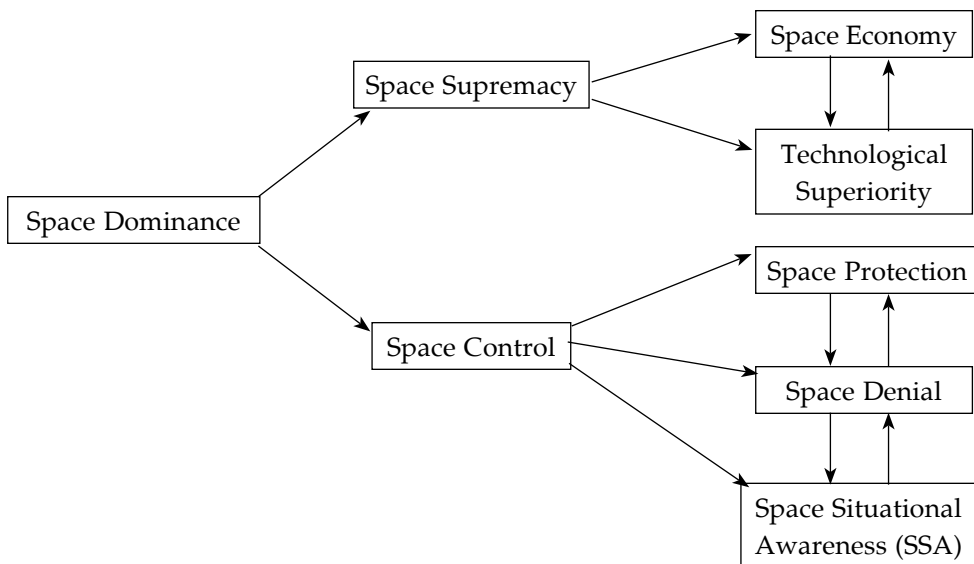 Space Economy
Space Supremacy
Technological
Superiority
Space Dominance
Space Protection
Space Control
Space Denial
Space Situational
Awareness (SSA)